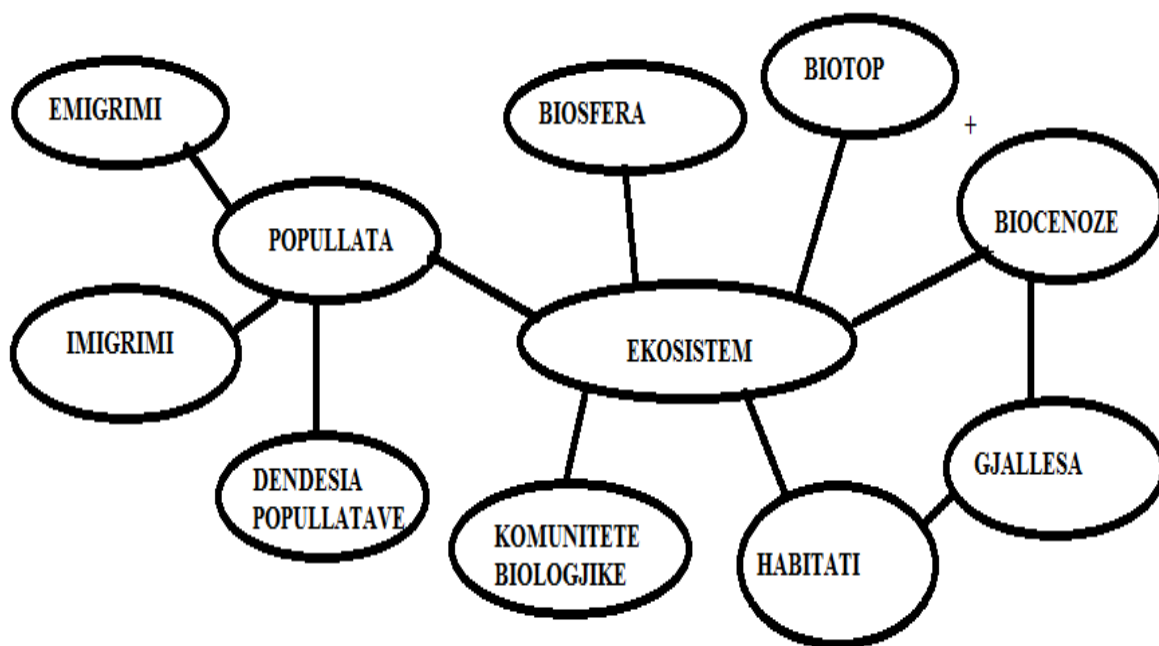 EMIGRIMI
BIOSFERA
BIOTOP
+
BIOCENOZE
POPULLATA
IMIGRIMI
EKOSISTEM
DENDESIA
POPULLATAVE
KOMUNITETE
BIOLOGJIKE
HABITATI
GJALLESA